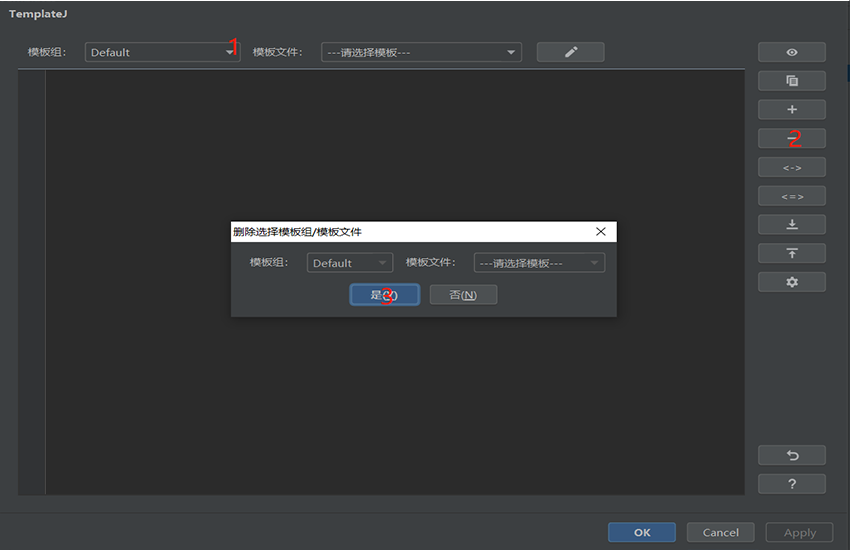 TemplateJ
模板组: Default 1 模板文件: ---请选择模板---
2
<->
<=>
删除选择模板组/模板文件
模板组: Default 模板文件: ---请选择模板---
3 否(N)
?
OK Cancel Apply